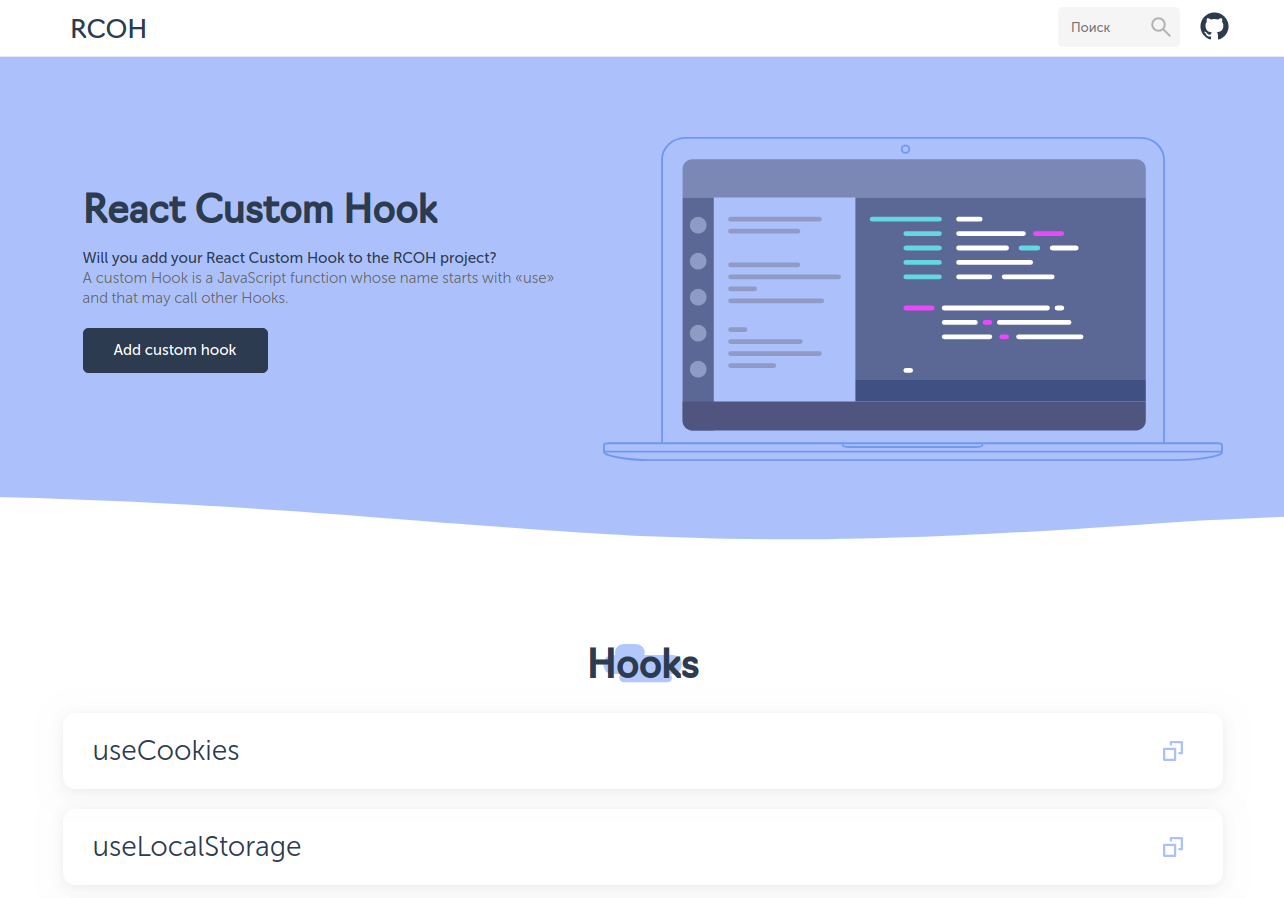 RCOH
Поиск
React Custom Hook
Will you add your React Custom Hook to the RCOH project?
A custom Hook is a JavaScript function whose name starts with «use»
and that may call other Hooks.
Add custom hook
Hooks
useCookies
useLocalStorage